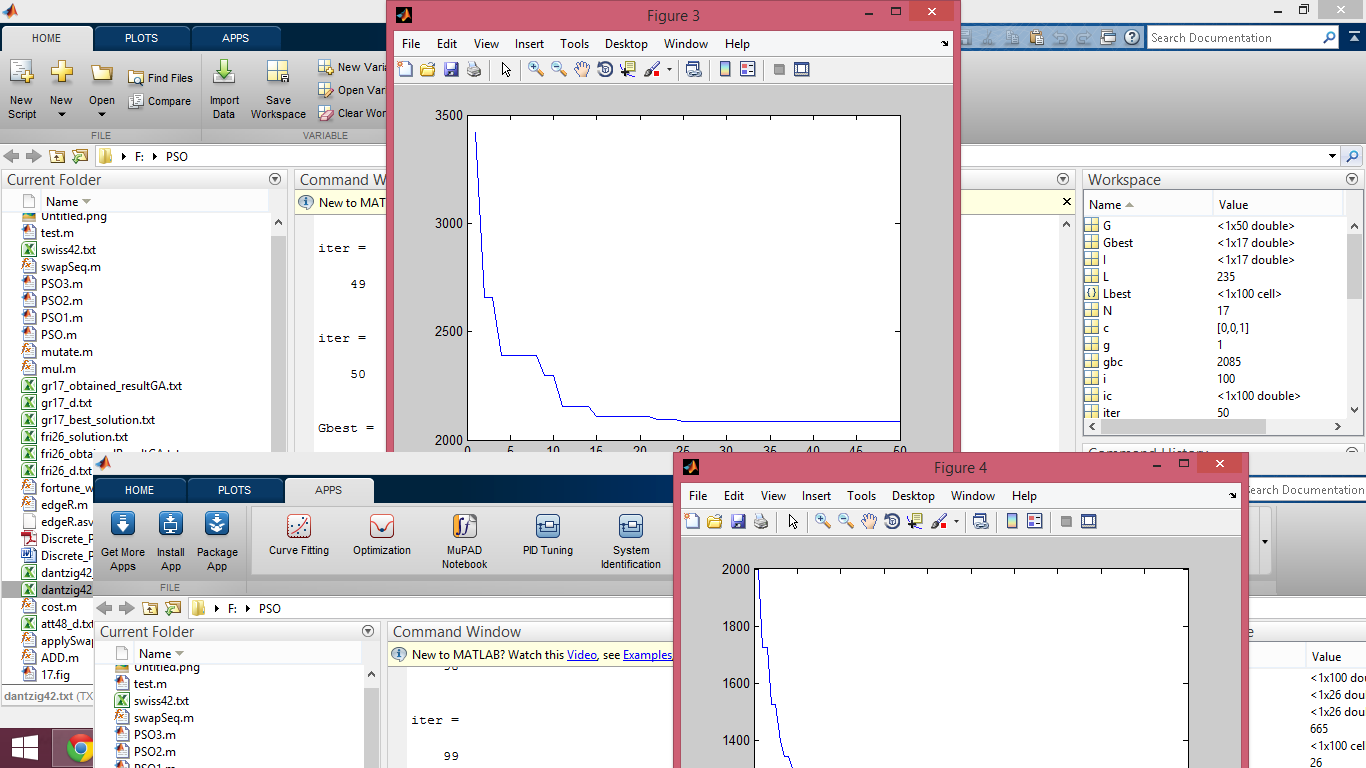 Figure 3
HOME PLOTS APPS
Search Documentation
File Edit View Insert Tools Desktop Window Help
New Script
New
Open
Find Files
Compare
Import Data
Save Workspace
New Varia
Open Var
Clear Wor
FILE VARIABLE
F: PSO
Current Folder
Name
Untitled.png
test.m
swiss42.txt
swapSeq.m
PSO3.m
PSO2.m
PSO1.m
PSO.m
mutate.m
mul.m
gr17_obtained_resultGA.txt
gr17_d.txt
gr17_best_solution.txt
fri26_solution.txt
fri26_d.txt
fortune_w
edgeR.m
edgeR.asv
Discrete_P
Discrete_P
dantzig42_
dantzig42
cost.m
att48_d.txt
applySwap
ADD.m
17.fig
dantzig42.txt (TX
Command W
New to MAT
iter =
49
iter =
50
Gbest =
3500
3000
2500
2000
0 5 10 15 20 25 30 35 40 45 50
Workspace
Name Value
G <1x50 double>
Gbest <1x17 double>
I <1x17 double>
L 235
Lbest <1x100 cell>
N 17
c [0,0,1]
g 1
gbc 2085
i 100
ic <1x100 double>
iter 50
Command History
Figure 4
HOME PLOTS APPS
Search Documentation
File Edit View Insert Tools Desktop Window Help
Get More Apps
Install App
Package App
Curve Fitting
Optimization
MuPAD Notebook
PID Tuning
System Identification
FILE
F: PSO
Current Folder
Name
Untitled.png
test.m
swiss42.txt
swapSeq.m
PSO3.m
PSO2.m
PSO1.m
Command Window
New to MATLAB? Watch this Video, see Examples,
98
iter =
99
2000
1800
1600
1400
e
Value
<1x100 dou
<1x26 doub
<1x26 doub
665
<1x100 cell
26